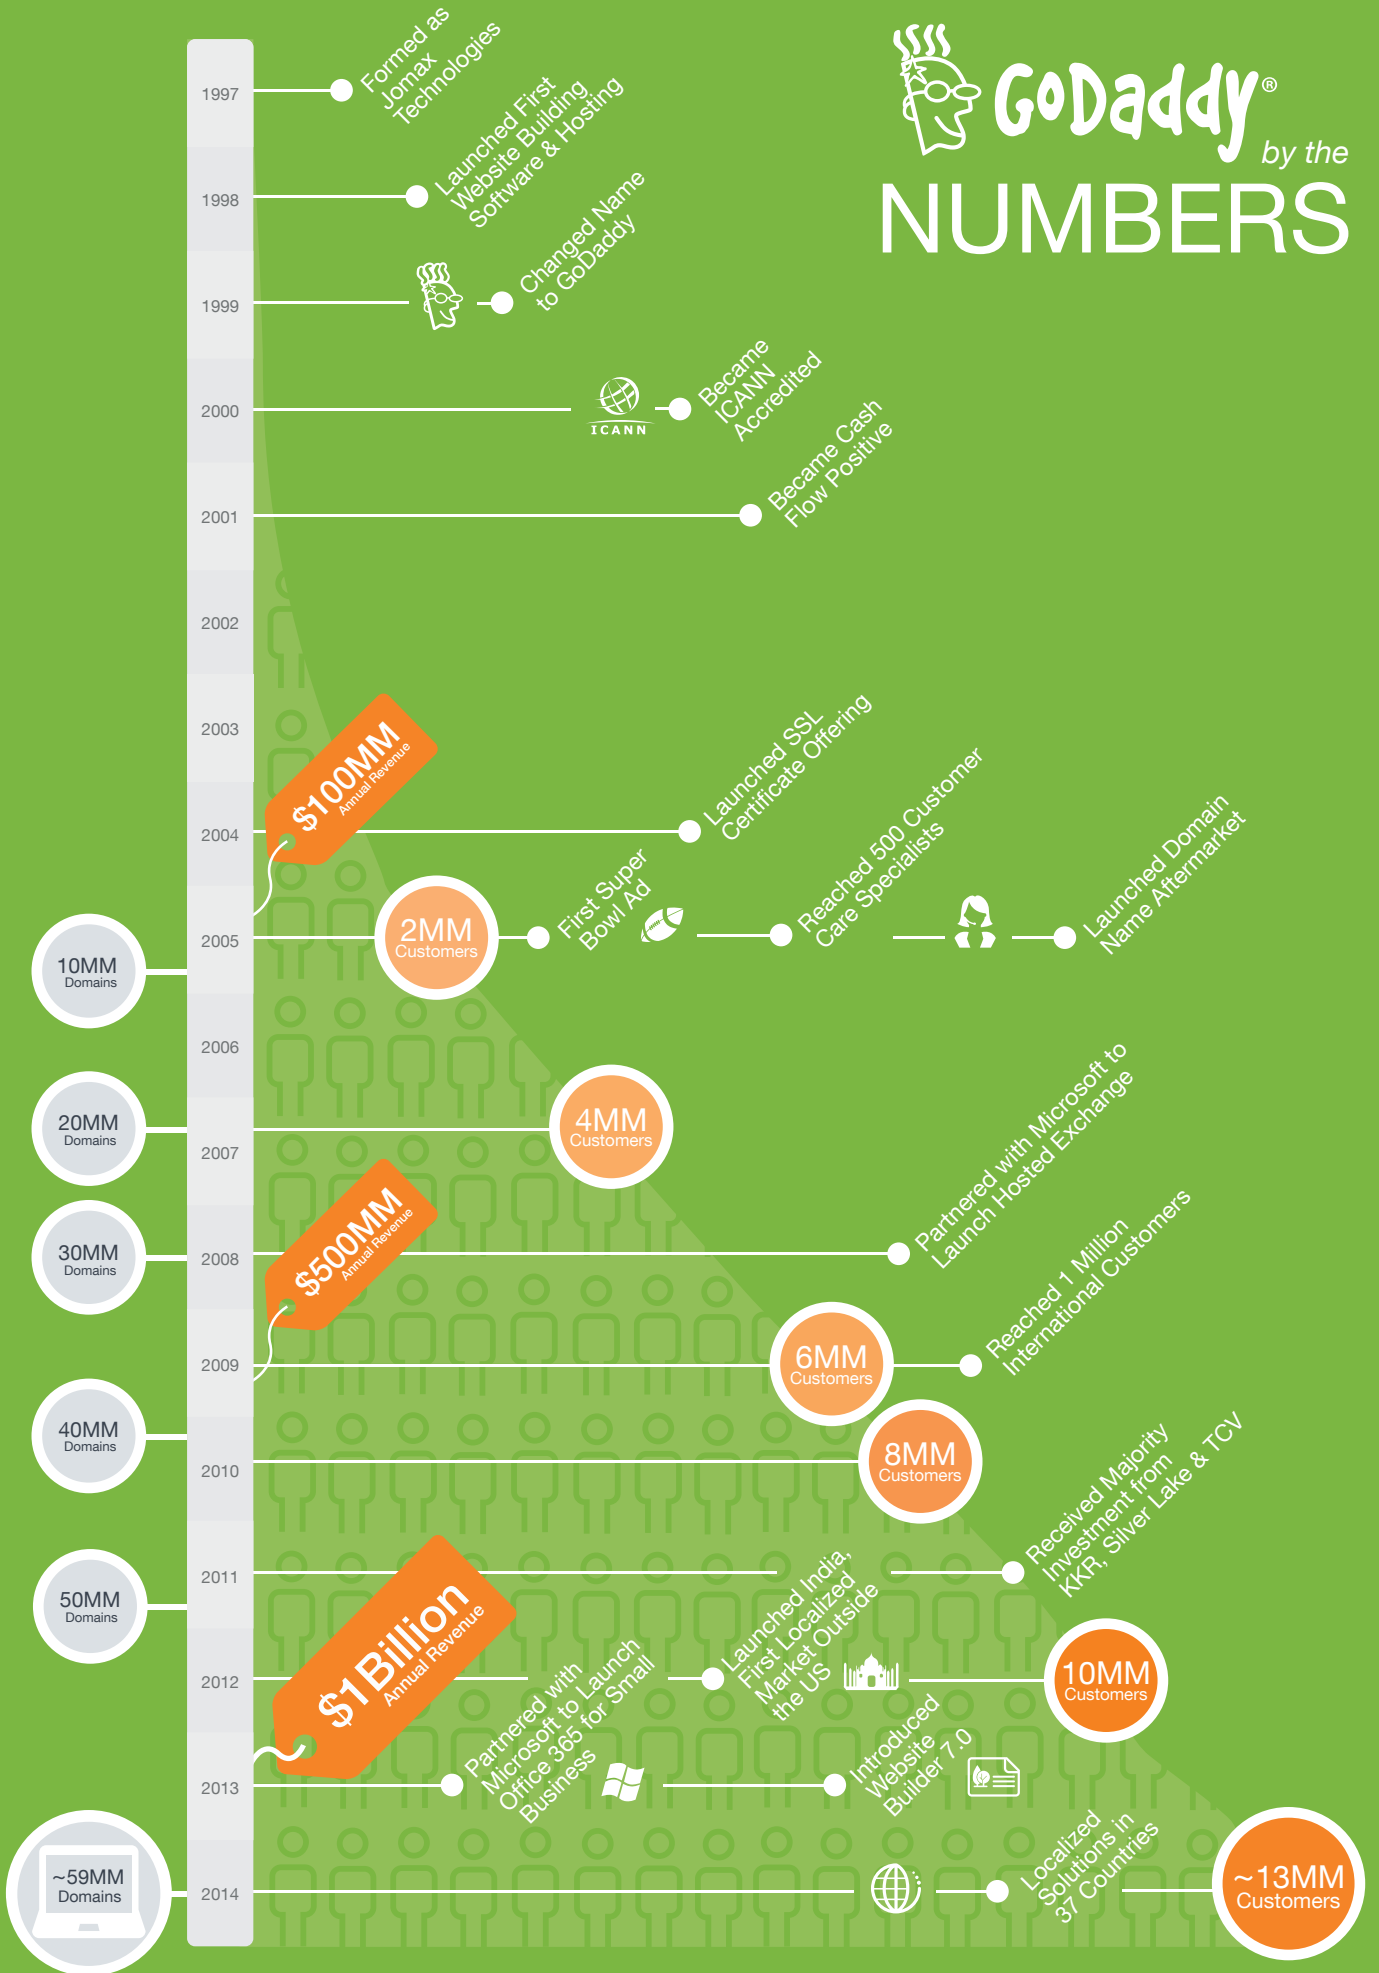 GoDaddy®
by the
NUMBERS
1997
Formed as
Jomax
Technologies
1998
Launched First
Website Building
Software & Hosting
1999
Changed Name
to GoDaddy
2000
ICANN
Became
ICANN
Accredited
2001
Became Cash
Flow Positive
2002
2003
$100MM
Annual Revenue
2004
Launched SSL
Certificate Offering
2005
10MM
Domains
2MM
Customers
First Super
Bowl Ad
Reached 500 Customer
Care Specialists
Launched Domain
Name Aftermarket
2006
20MM
Domains
2007
4MM
Customers
30MM
Domains
2008
$500MM
Annual Revenue
Partnered with Microsoft to
Launch Hosted Exchange
2009
6MM
Customers
Reached 1 Million
International Customers
40MM
Domains
2010
8MM
Customers
50MM
Domains
2011
Received Majority
Investment from
KKR, Silver Lake & TCV
$1Billion
Annual Revenue
2012
Launched India,
First Localized
Market Outside
the US
10MM
Customers
2013
Partnered with
Microsoft to Launch
Office 365 for Small
Business
Introduced
Website
Builder 7.0
~59MM
Domains
2014
Localized
Solutions in
37 Countries
~13MM
Customers